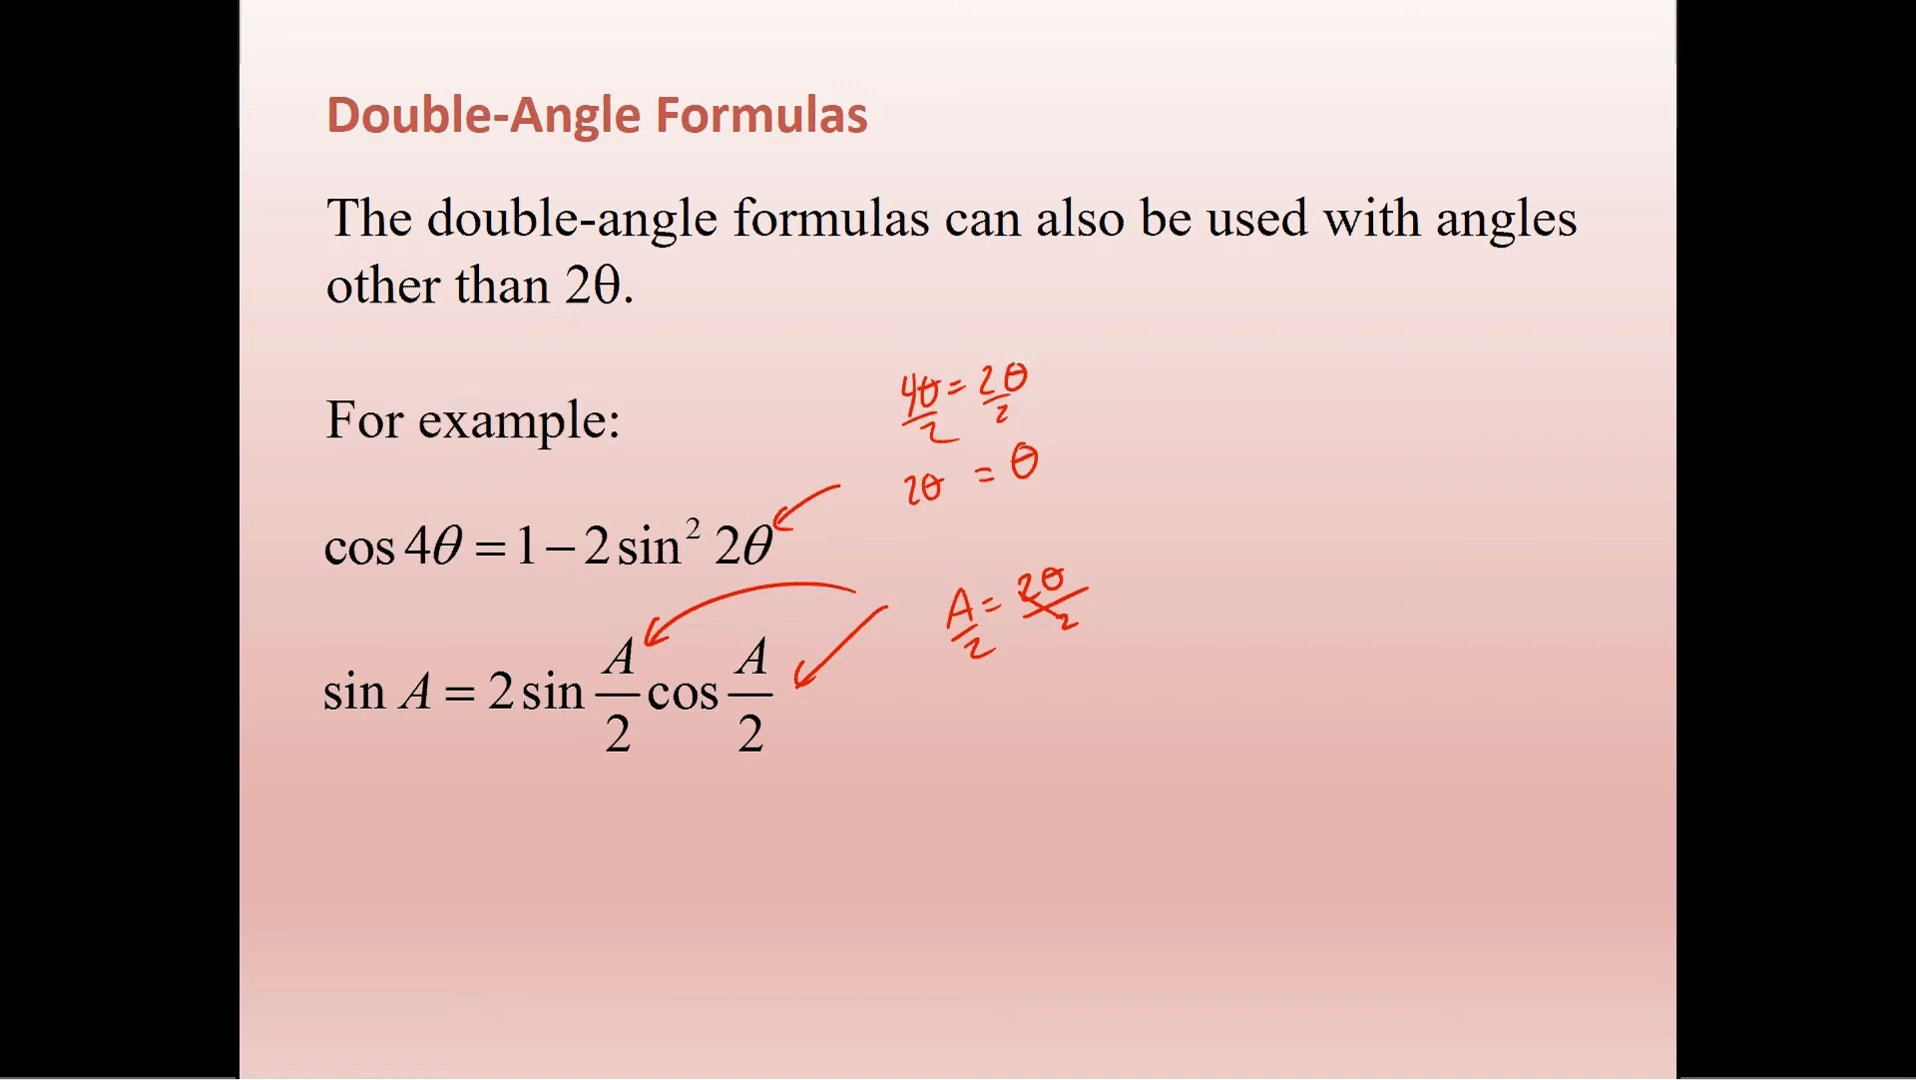 Double-Angle Formulas
The double-angle formulas can also be used with angles
other than 2θ.
For example:
4θ/2 = 2θ/2
2θ = θ
cos 4θ = 1 − 2 sin² 2θ
A/2 = 2θ/2
sin A = 2 sin A/2 cos A/2